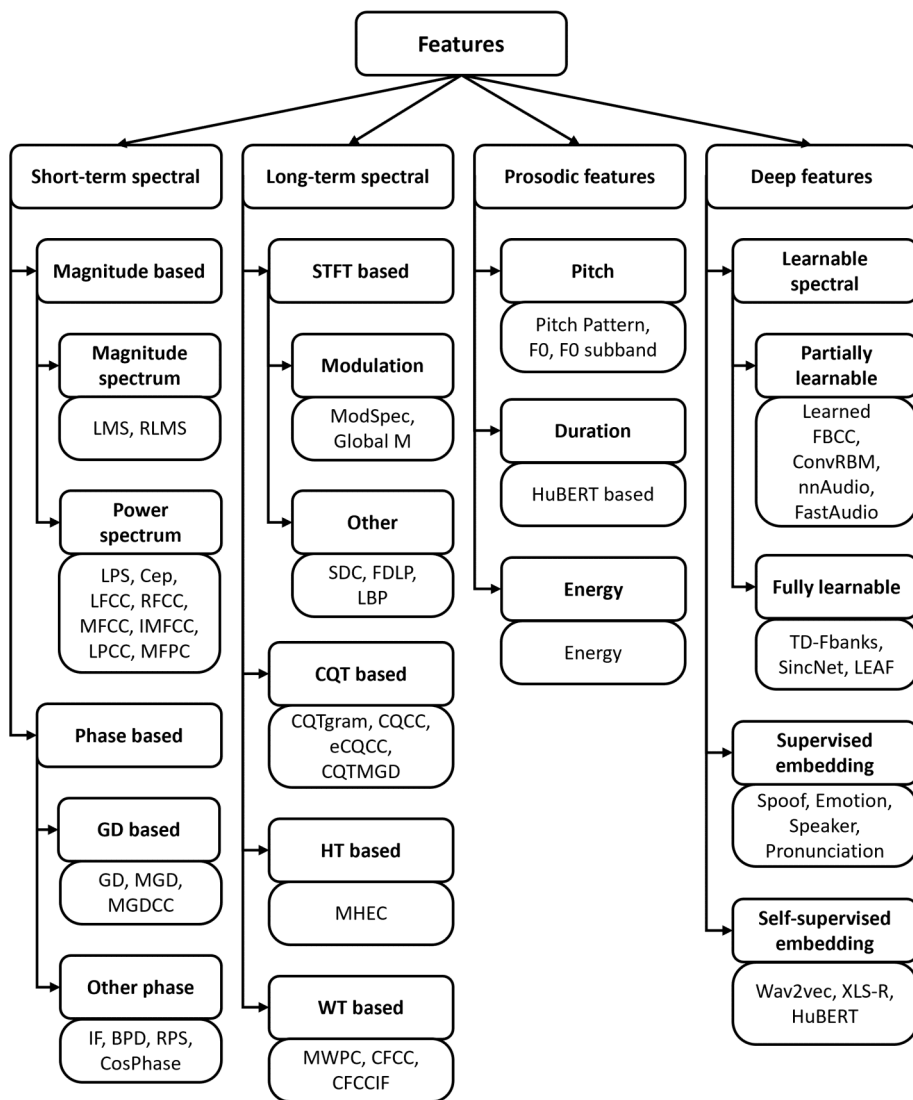 Features
Short-term spectral
Magnitude based
Magnitude
spectrum
LMS, RLMS
Power
spectrum
LPS, Cep,
LFCC, RFCC,
MFCC, IMFCC,
LPCC, MFPC
Phase based
GD based
GD, MGD,
MGDCC
Other phase
IF, BPD, RPS,
CosPhase
Long-term spectral
STFT based
Modulation
ModSpec,
Global M
Other
SDC, FDLP,
LBP
CQT based
CQTgram, CQCC,
eCQCC,
CQTMGD
HT based
MHEC
WT based
MWPC, CFCC,
CFCCIF
Prosodic features
Pitch
Pitch Pattern,
F0, F0 subband
Duration
HuBERT based
Energy
Energy
Deep features
Learnable
spectral
Partially
learnable
Learned
FBCC,
ConvRBM,
nnAudio,
FastAudio
Fully learnable
TD-Fbanks,
SincNet, LEAF
Supervised
embedding
Spoof, Emotion,
Speaker,
Pronunciation
Self-supervised
embedding
Wav2vec, XLS-R,
HuBERT